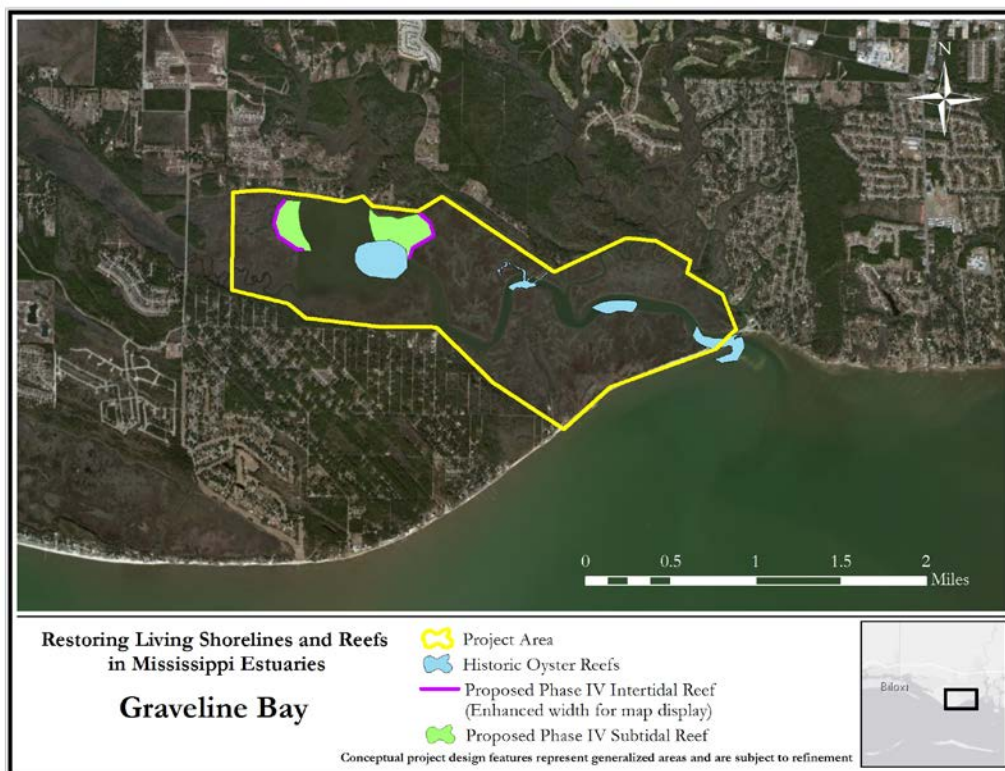 N
0 0.5 1 1.5 2
Miles
Restoring Living Shorelines and Reefs
in Mississippi Estuaries
Graveline Bay
Project Area
Historic Oyster Reefs
Proposed Phase IV Intertidal Reef
(Enhanced width for map display)
Proposed Phase IV Subtidal Reef
Conceptual project design features represent generalized areas and are subject to refinement
Biloxi